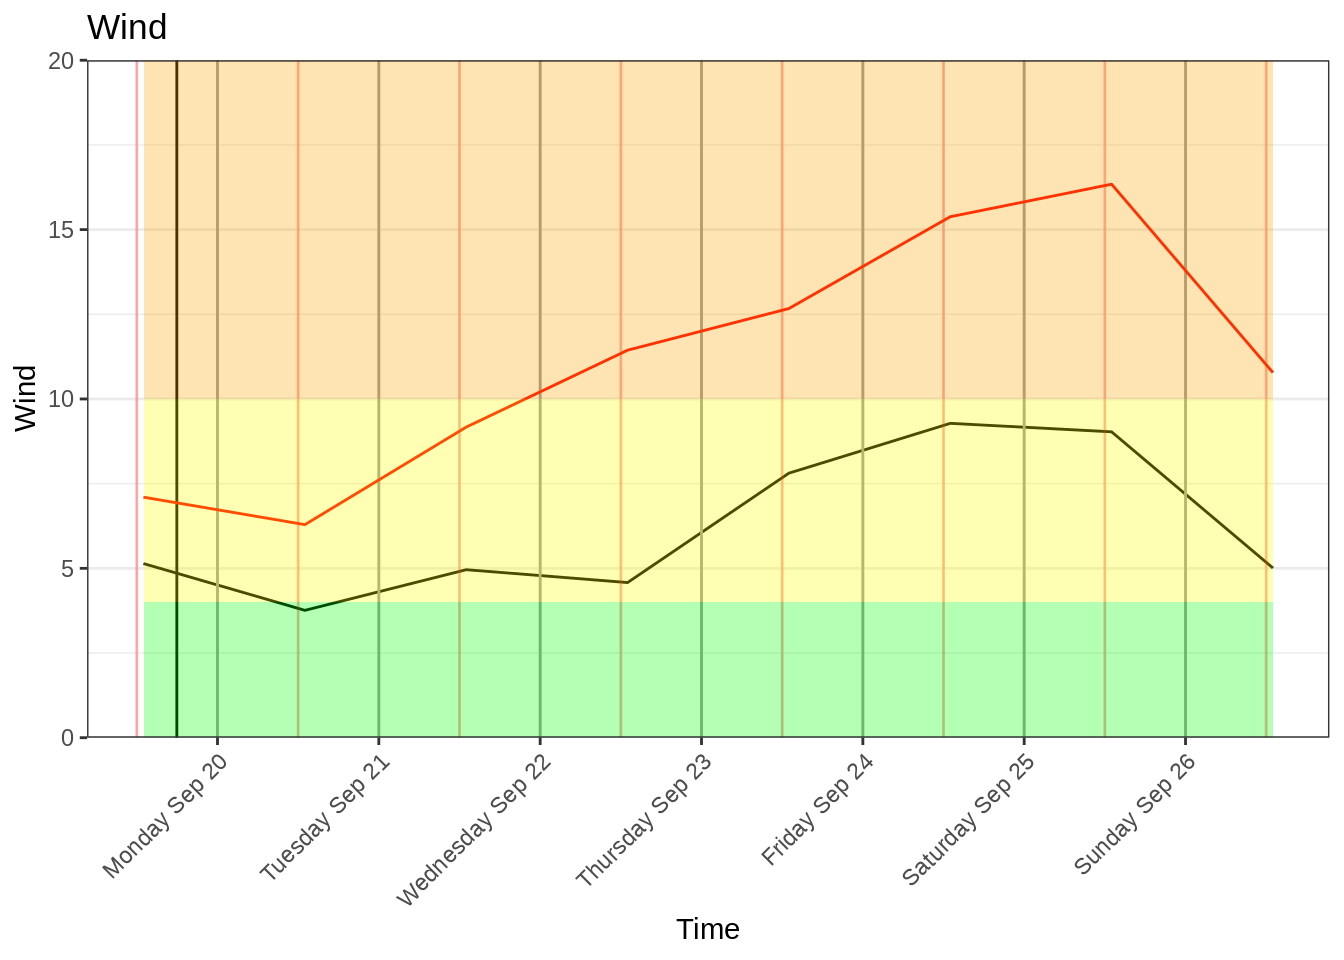 Wind
20
15
10
5
0
Wind
Monday Sep 20
Tuesday Sep 21
Wednesday Sep 22
Thursday Sep 23
Friday Sep 24
Saturday Sep 25
Sunday Sep 26
Time